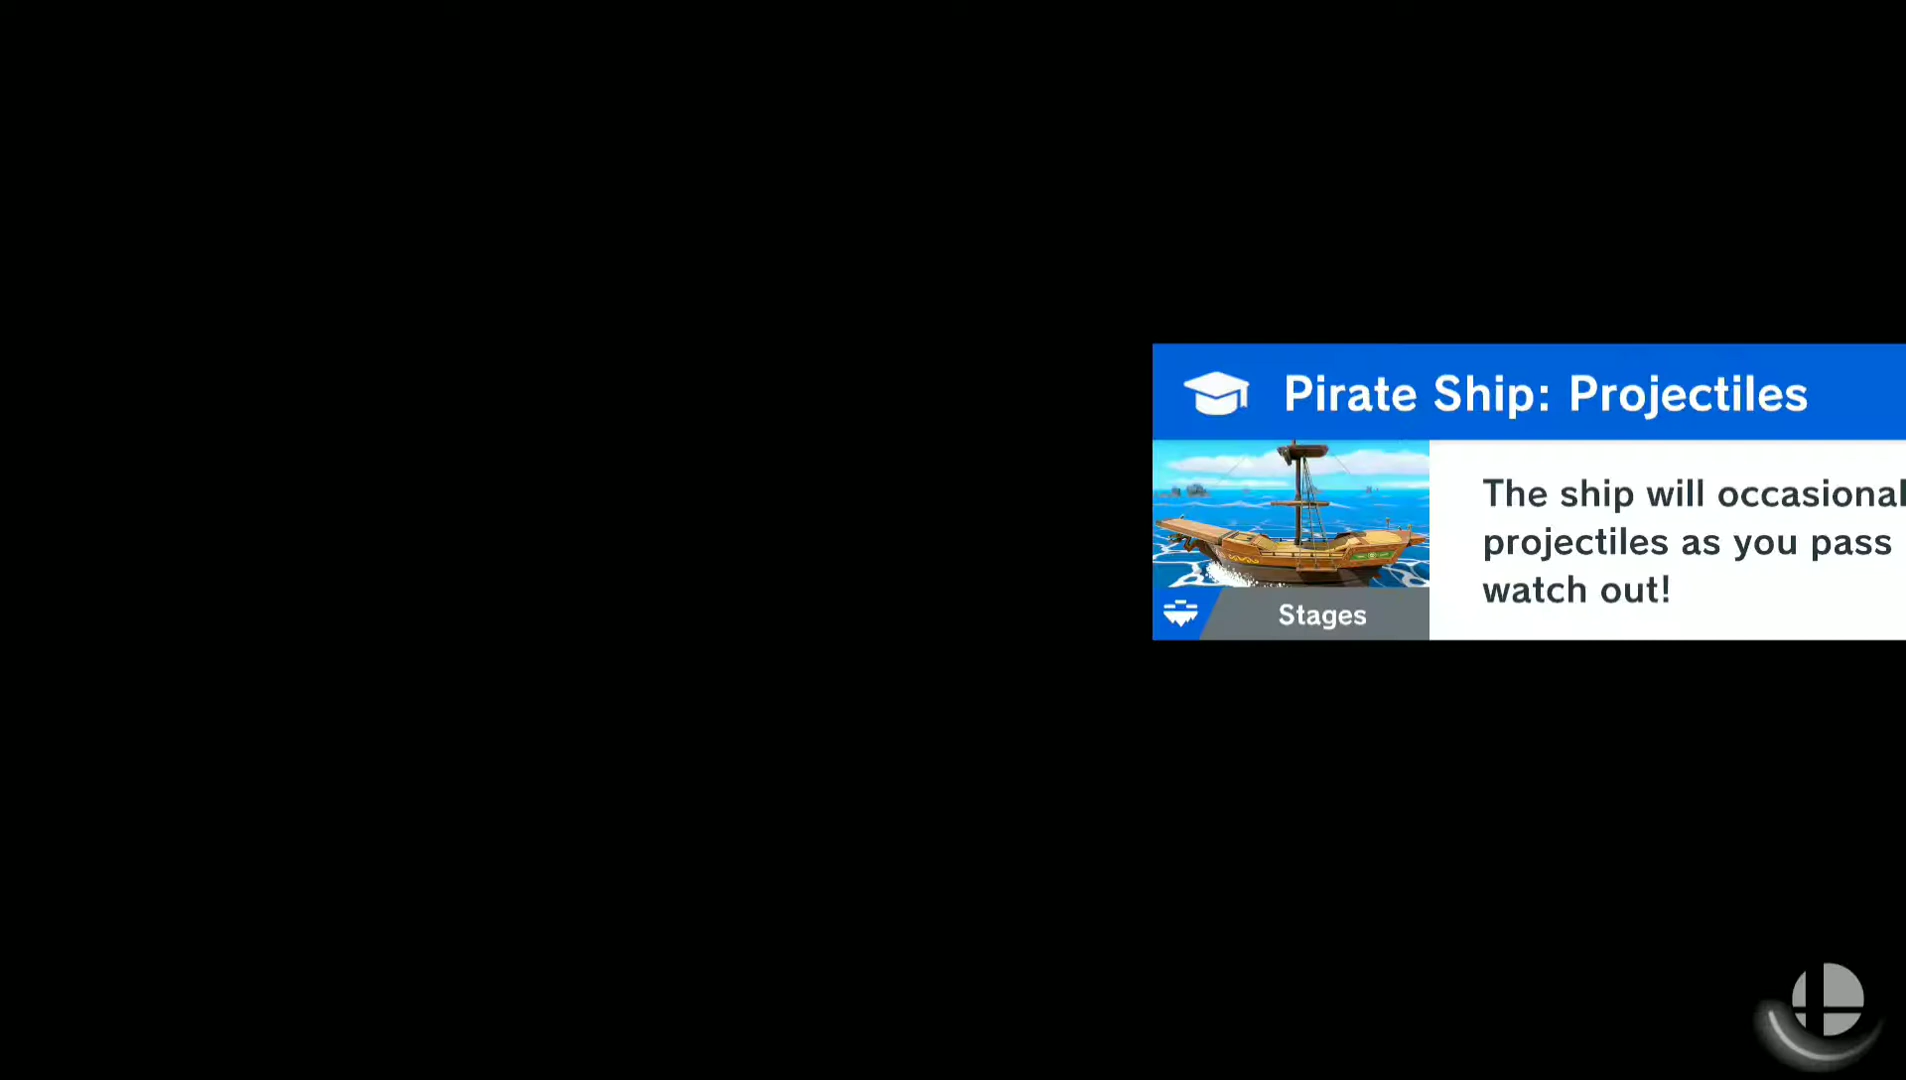 Pirate Ship: Projectiles
The ship will occasional
projectiles as you pass
watch out!
Stages